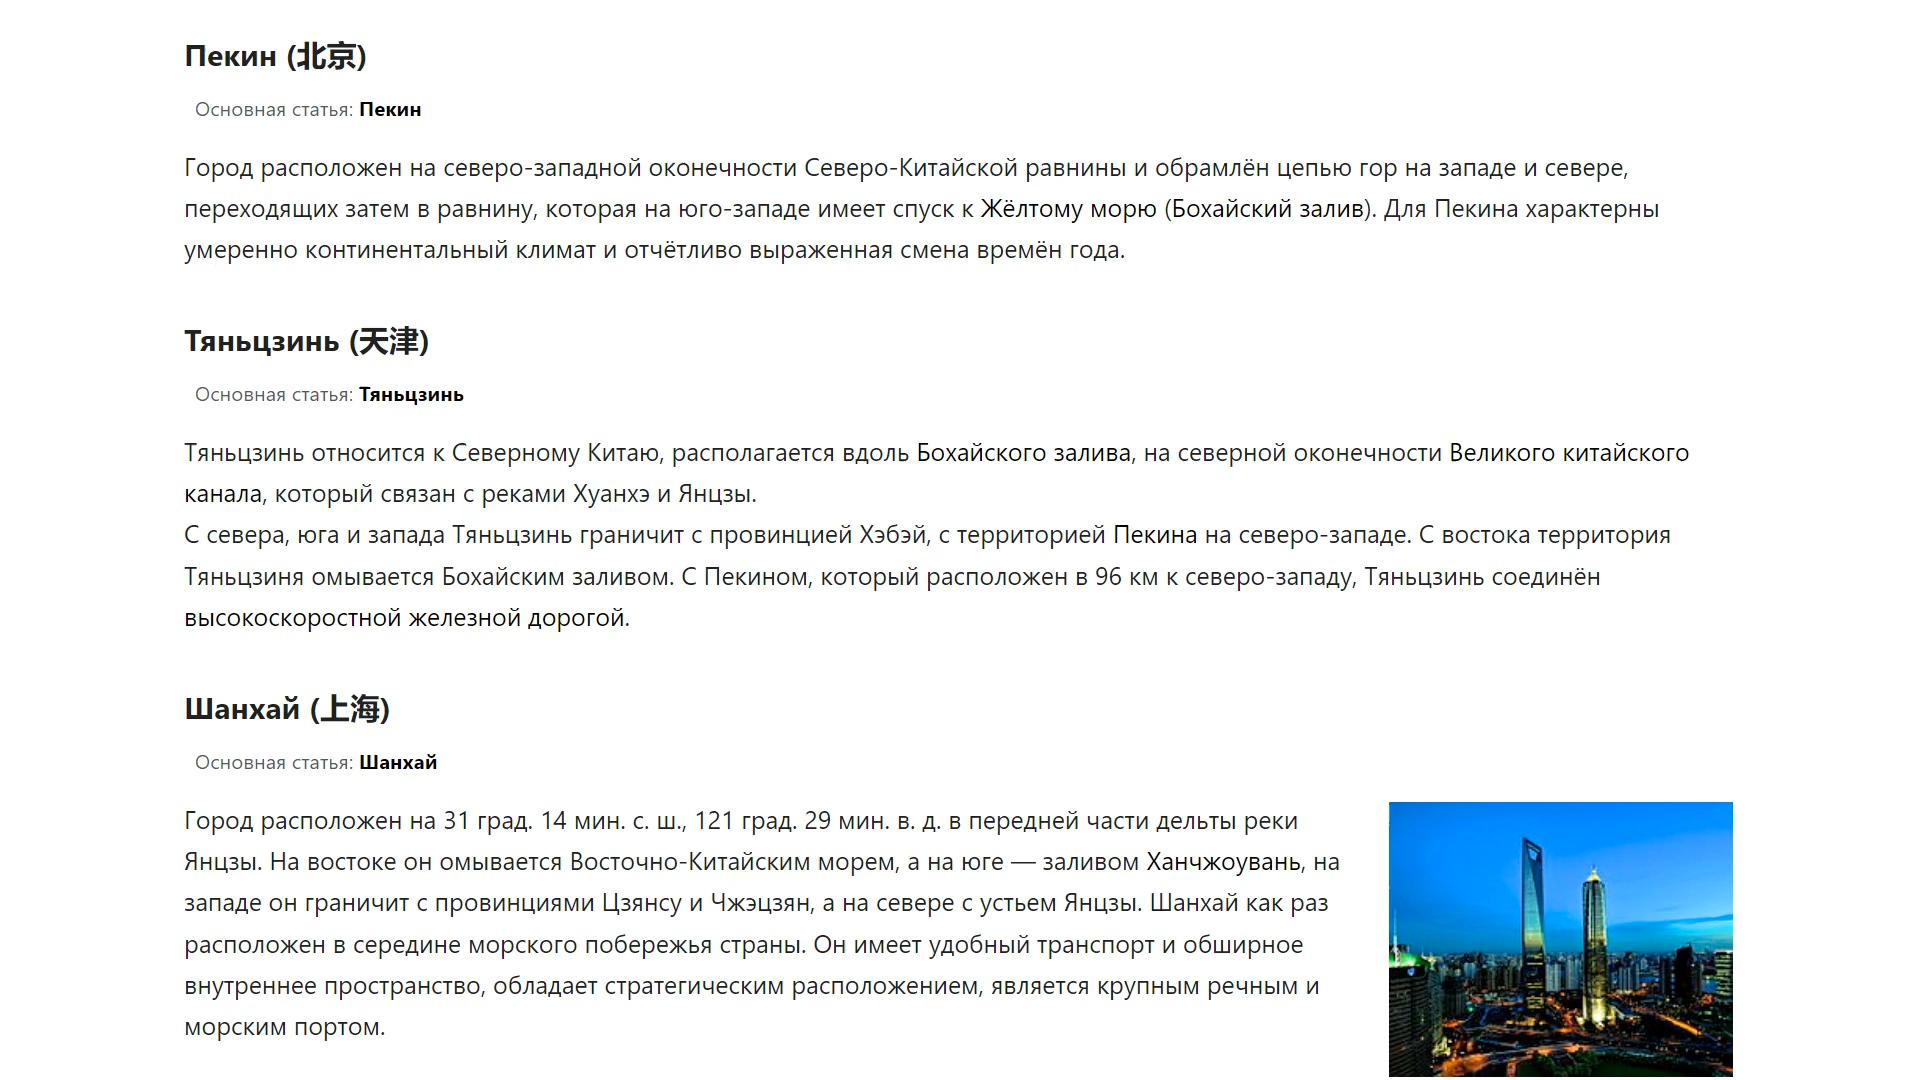 Пекин (北京)
Основная статья: Пекин
Город расположен на северо-западной оконечности Северо-Китайской равнины и обрамлён цепью гор на западе и севере,
переходящих затем в равнину, которая на юго-западе имеет спуск к Жёлтому морю (Бохайский залив). Для Пекина характерны
умеренно континентальный климат и отчётливо выраженная смена времён года.
Тяньцзинь (天津)
Основная статья: Тяньцзинь
Тяньцзинь относится к Северному Китаю, располагается вдоль Бохайского залива, на северной оконечности Великого китайского
канала, который связан с реками Хуанхэ и Янцзы.
С севера, юга и запада Тяньцзинь граничит с провинцией Хэбэй, с территорией Пекина на северо-западе. С востока территория
Тяньцзиня омывается Бохайским заливом. С Пекином, который расположен в 96 км к северо-западу, Тяньцзинь соединён
высокоскоростной железной дорогой.
Шанхай (上海)
Основная статья: Шанхай
Город расположен на 31 град. 14 мин. с. ш., 121 град. 29 мин. в. д. в передней части дельты реки
Янцзы. На востоке он омывается Восточно-Китайским морем, а на юге — заливом Ханчжоувань, на
западе он граничит с провинциями Цзянсу и Чжэцзян, а на севере с устьем Янцзы. Шанхай как раз
расположен в середине морского побережья страны. Он имеет удобный транспорт и обширное
внутреннее пространство, обладает стратегическим расположением, является крупным речным и
морским портом.